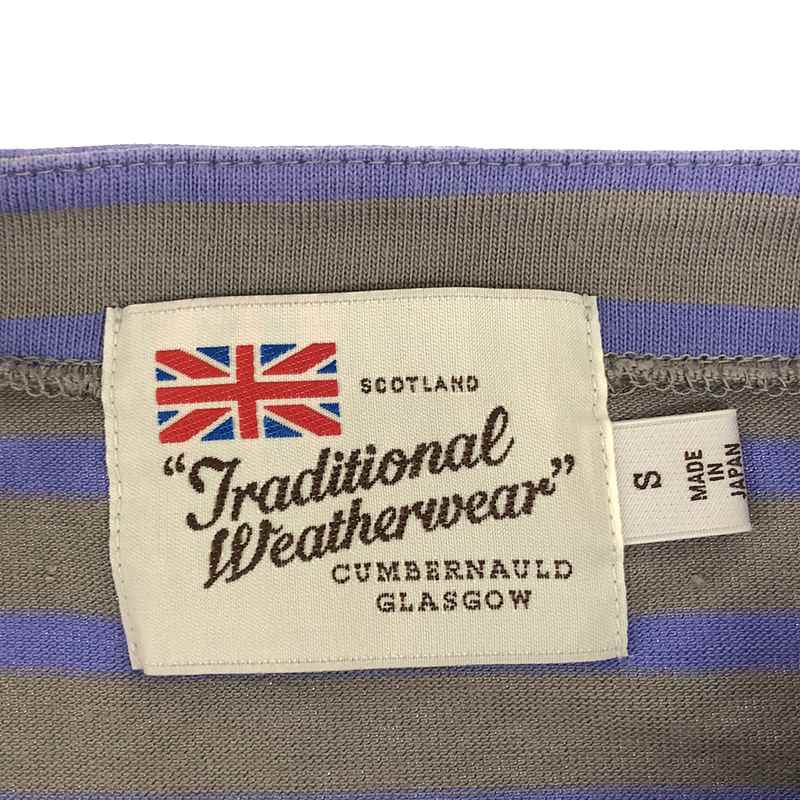 SCOTLAND
"Traditional
Weatherwear"
CUMBERNAULD
GLASGOW
S
MADE
IN
JAPAN